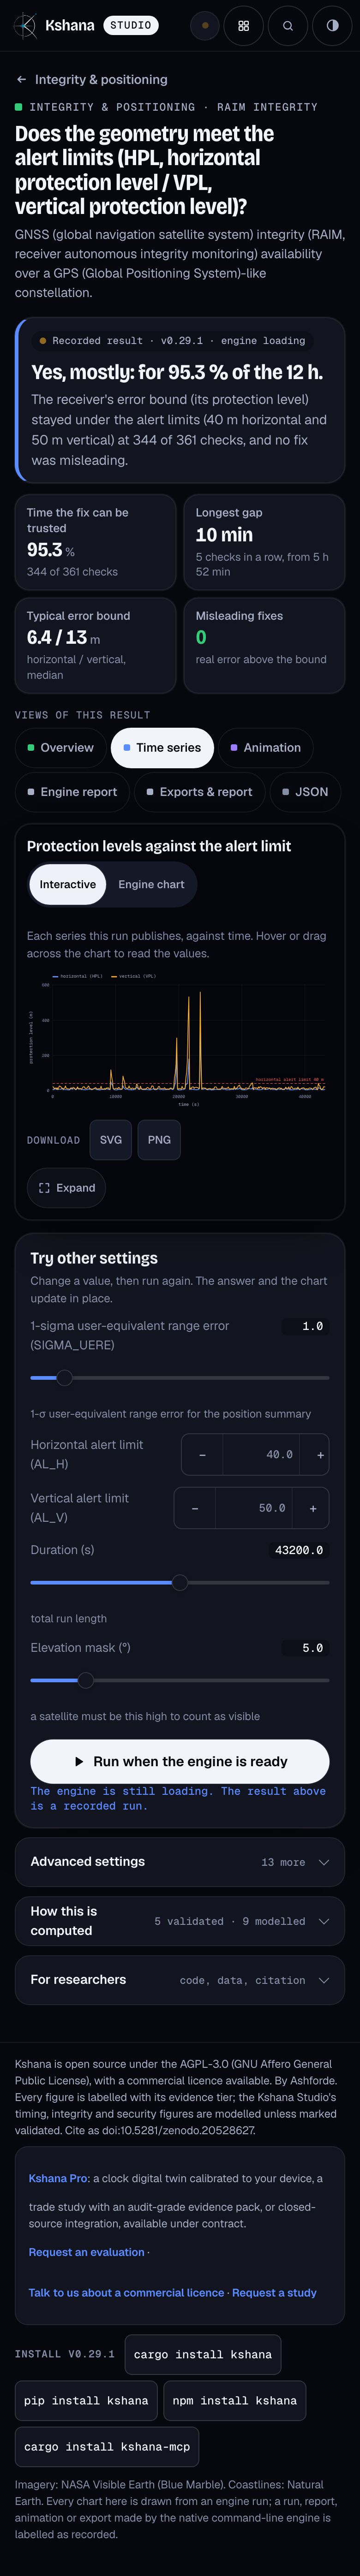 Kshana STUDIO
← Integrity & positioning
INTEGRITY & POSITIONING · RAIM INTEGRITY
Does the geometry meet the
alert limits (HPL, horizontal
protection level / VPL,
vertical protection level)?
GNSS (global navigation satellite system) integrity (RAIM,
receiver autonomous integrity monitoring) availability
over a GPS (Global Positioning System)-like
constellation.
Recorded result · v0.29.1 · engine loading
Yes, mostly: for 95.3 % of the 12 h.
The receiver's error bound (its protection level)
stayed under the alert limits (40 m horizontal and
50 m vertical) at 344 of 361 checks, and no fix
was misleading.
Time the fix can be
trusted
95.3 %
344 of 361 checks
Longest gap
10 min
5 checks in a row, from 5 h
52 min
Typical error bound
6.4 / 13 m
horizontal / vertical,
median
Misleading fixes
0
real error above the bound
VIEWS OF THIS RESULT
Overview
Time series
Animation
Engine report
Exports & report
JSON
Protection levels against the alert limit
Interactive
Engine chart
Each series this run publishes, against time. Hover or drag
across the chart to read the values.
horizontal (HPL) vertical (VPL)
protection level (m)
600
400
200
0
horizontal alert limit 40 m
0 10000 20000 30000 40000
time (s)
DOWNLOAD SVG PNG
Expand
Try other settings
Change a value, then run again. The answer and the chart
update in place.
1-sigma user-equivalent range error
(SIGMA_UERE)
1.0
1-σ user-equivalent range error for the position summary
Horizontal alert limit
(AL_H)
− 40.0 +
Vertical alert limit
(AL_V)
− 50.0 +
Duration (s) 43200.0
total run length
Elevation mask (°) 5.0
a satellite must be this high to count as visible
Run when the engine is ready
The engine is still loading. The result above
is a recorded run.
Advanced settings 13 more
How this is
computed
5 validated · 9 modelled
For researchers code, data, citation
Kshana is open source under the AGPL-3.0 (GNU Affero General
Public License), with a commercial licence available. By Ashforde.
Every figure is labelled with its evidence tier; the Kshana Studio's
timing, integrity and security figures are modelled unless marked
validated. Cite as doi:10.5281/zenodo.20528627.
Kshana Pro: a clock digital twin calibrated to your device, a
trade study with an audit-grade evidence pack, or closed-
source integration, available under contract.
Request an evaluation ·
Talk to us about a commercial licence · Request a study
INSTALL V0.29.1 cargo install kshana
pip install kshana npm install kshana
cargo install kshana-mcp
Imagery: NASA Visible Earth (Blue Marble). Coastlines: Natural
Earth. Every chart here is drawn from an engine run; a run, report,
animation or export made by the native command-line engine is
labelled as recorded.